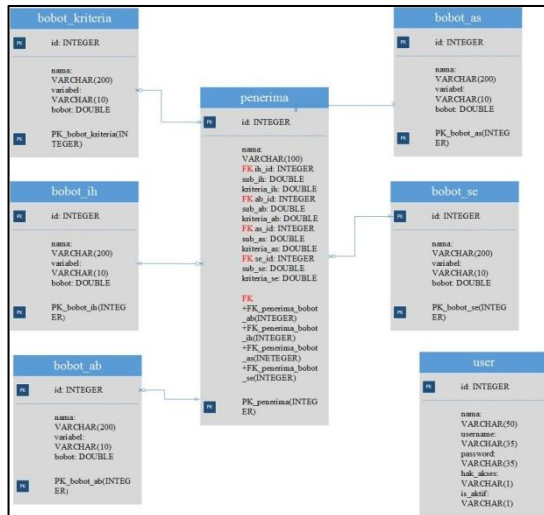 bobot_kriteria
PK
id: INTEGER
nama:
VARCHAR(200)
variabel:
VARCHAR(10)
bobot: DOUBLE
PK
PK_bobot_kriteria(IN
TEGER)
bobot_as
PK
id: INTEGER
nama:
VARCHAR(200)
variabel:
VARCHAR(10)
bobot: DOUBLE
PK
PK_bobot_as(INTEG
ER)
penerima
PK
id: INTEGER
nama:
VARCHAR(100)
FK ih_id: INTEGER
sub_ih: DOUBLE
kriteria_ih: DOUBLE
FK ab_id: INTEGER
sub_ab: DOUBLE
kriteria_ab: DOUBLE
FK as_id: INTEGER
sub_as: DOUBLE
kriteria_as: DOUBLE
FK se_id: INTEGER
sub_se: DOUBLE
kriteria_se: DOUBLE
FK
+FK_penerima_bobot
_ab(INTEGER)
+FK_penerima_bobot
_ih(INTEGER)
+FK_penerima_bobot
_as(INETEGER)
+FK_penerima_bobot
_se(INTEGER)
PK
PK_penerima(INTEG
ER)
bobot_ih
PK
id: INTEGER
nama:
VARCHAR(200)
variabel:
VARCHAR(10)
bobot: DOUBLE
PK
PK_bobot_ih(INTEG
ER)
bobot_se
PK
id: INTEGER
nama:
VARCHAR(200)
variabel:
VARCHAR(10)
bobot: DOUBLE
PK
PK_bobot_se(INTEG
ER)
bobot_ab
PK
id: INTEGER
nama:
VARCHAR(200)
variabel:
VARCHAR(10)
bobot: DOUBLE
PK
PK_bobot_ab(INTEG
ER)
user
PK
id: INTEGER
nama:
VARCHAR(50)
username:
VARCHAR(35)
password:
VARCHAR(35)
hak_akses:
VARCHAR(1)
is_aktif:
VARCHAR(1)